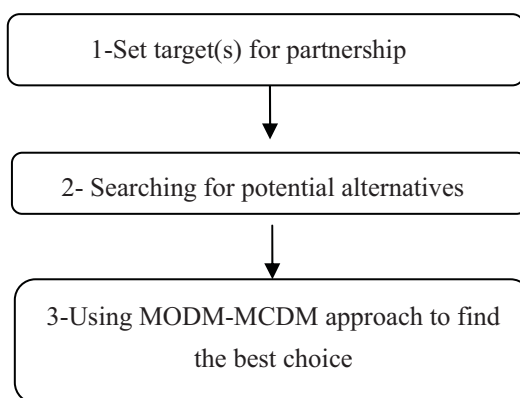 1-Set target(s) for partnership
2- Searching for potential alternatives
3-Using MODM-MCDM approach to find
the best choice